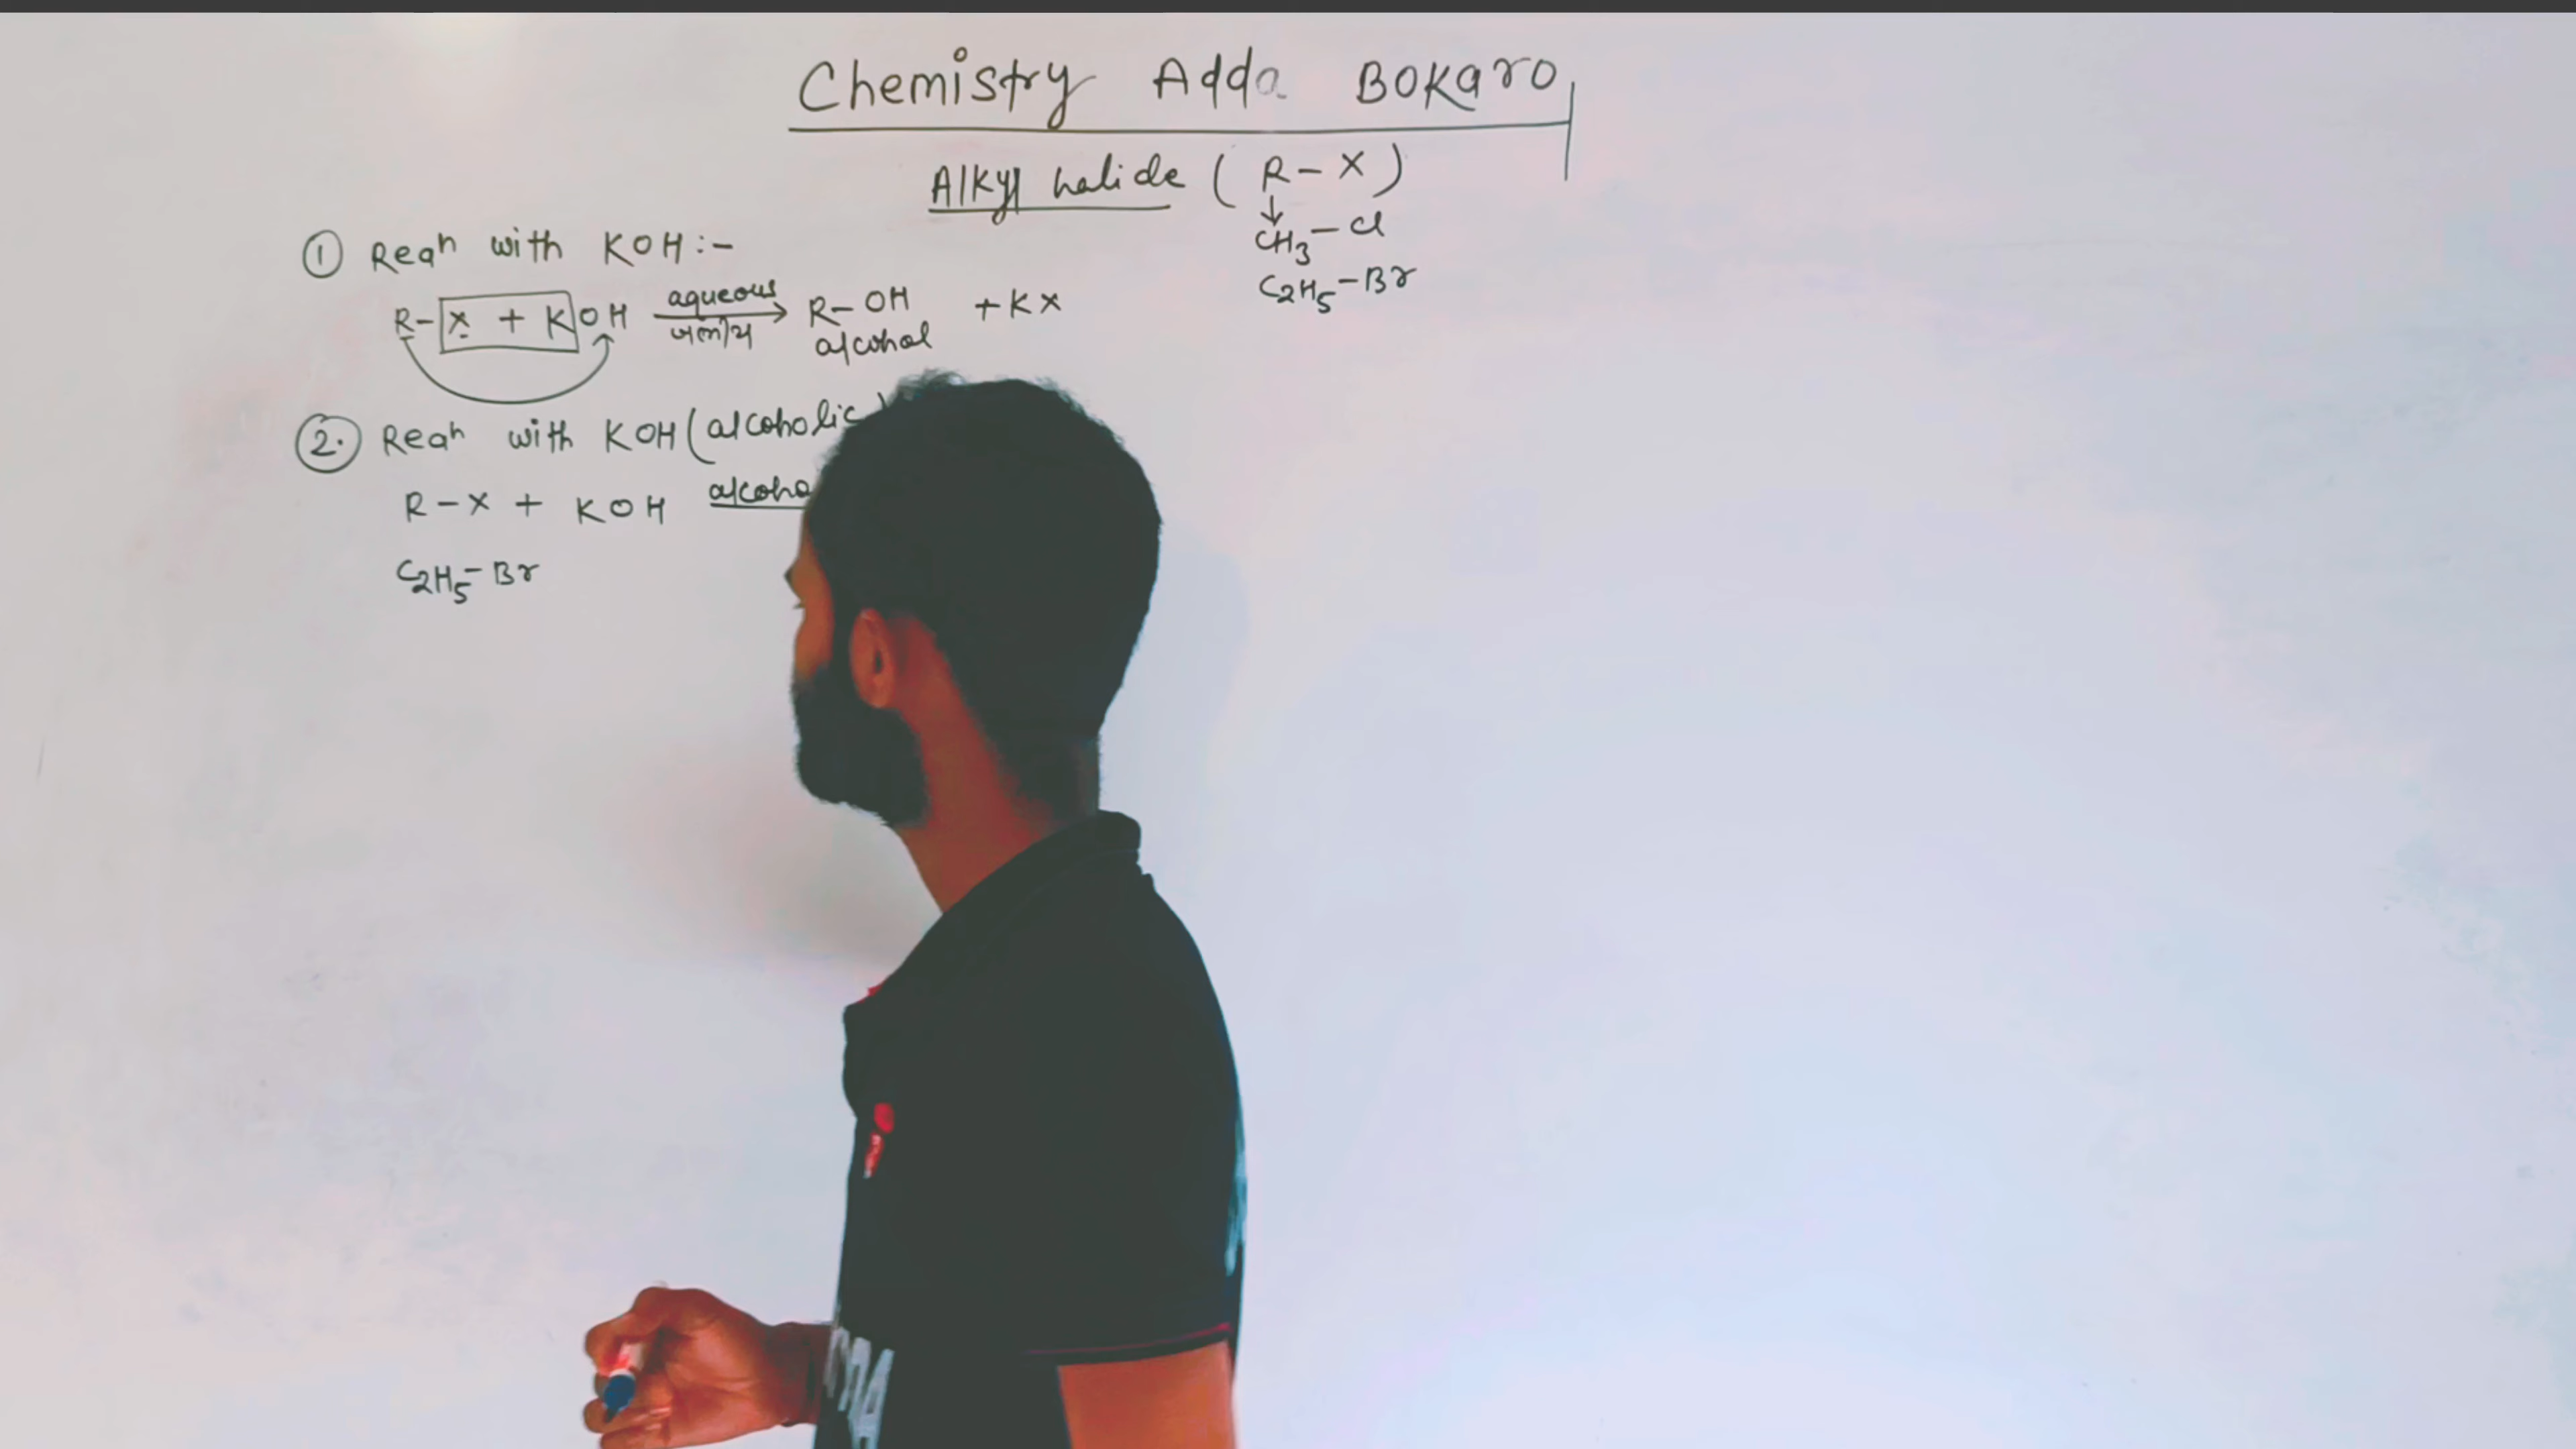 Chemistry Adda BOKaro
Alkyl halide ( R - X )
↓
CH3 - Cl
C2H5 - Br
① Reaⁿ with KOH :-
R - X + KOH aqueous → R - OH + KX
जलीय alcohol
2. Reaⁿ with KOH (alcoholic)
R - X + KOH alcoho
C2H5 - Br